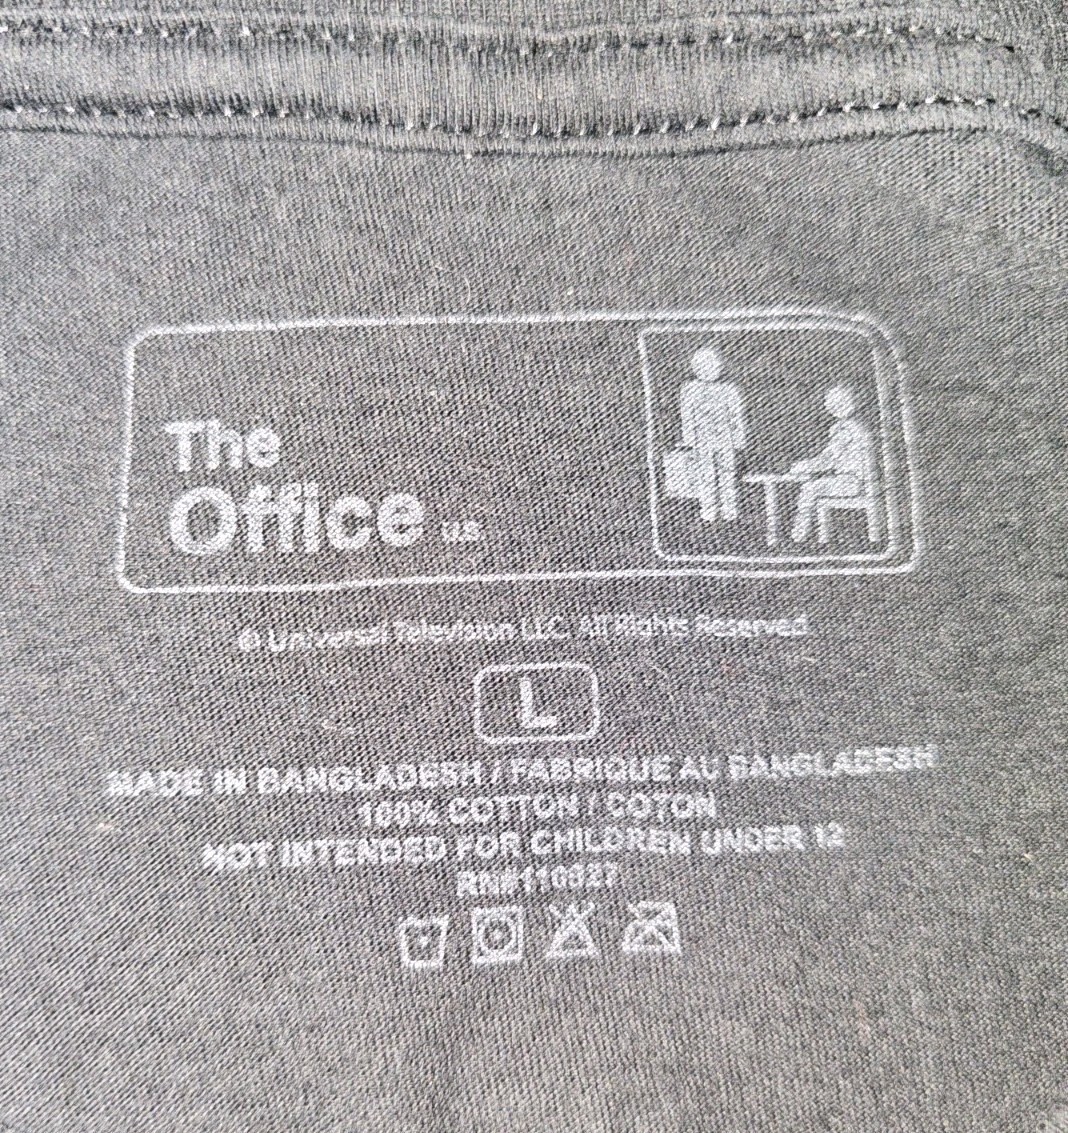 The
Office US
© Universal Television LLC. All Rights Reserved
L
MADE IN BANGLADESH / FABRIQUE AU BANGLADESH
100% COTTON / COTON
NOT INTENDED FOR CHILDREN UNDER 12
RN#110827